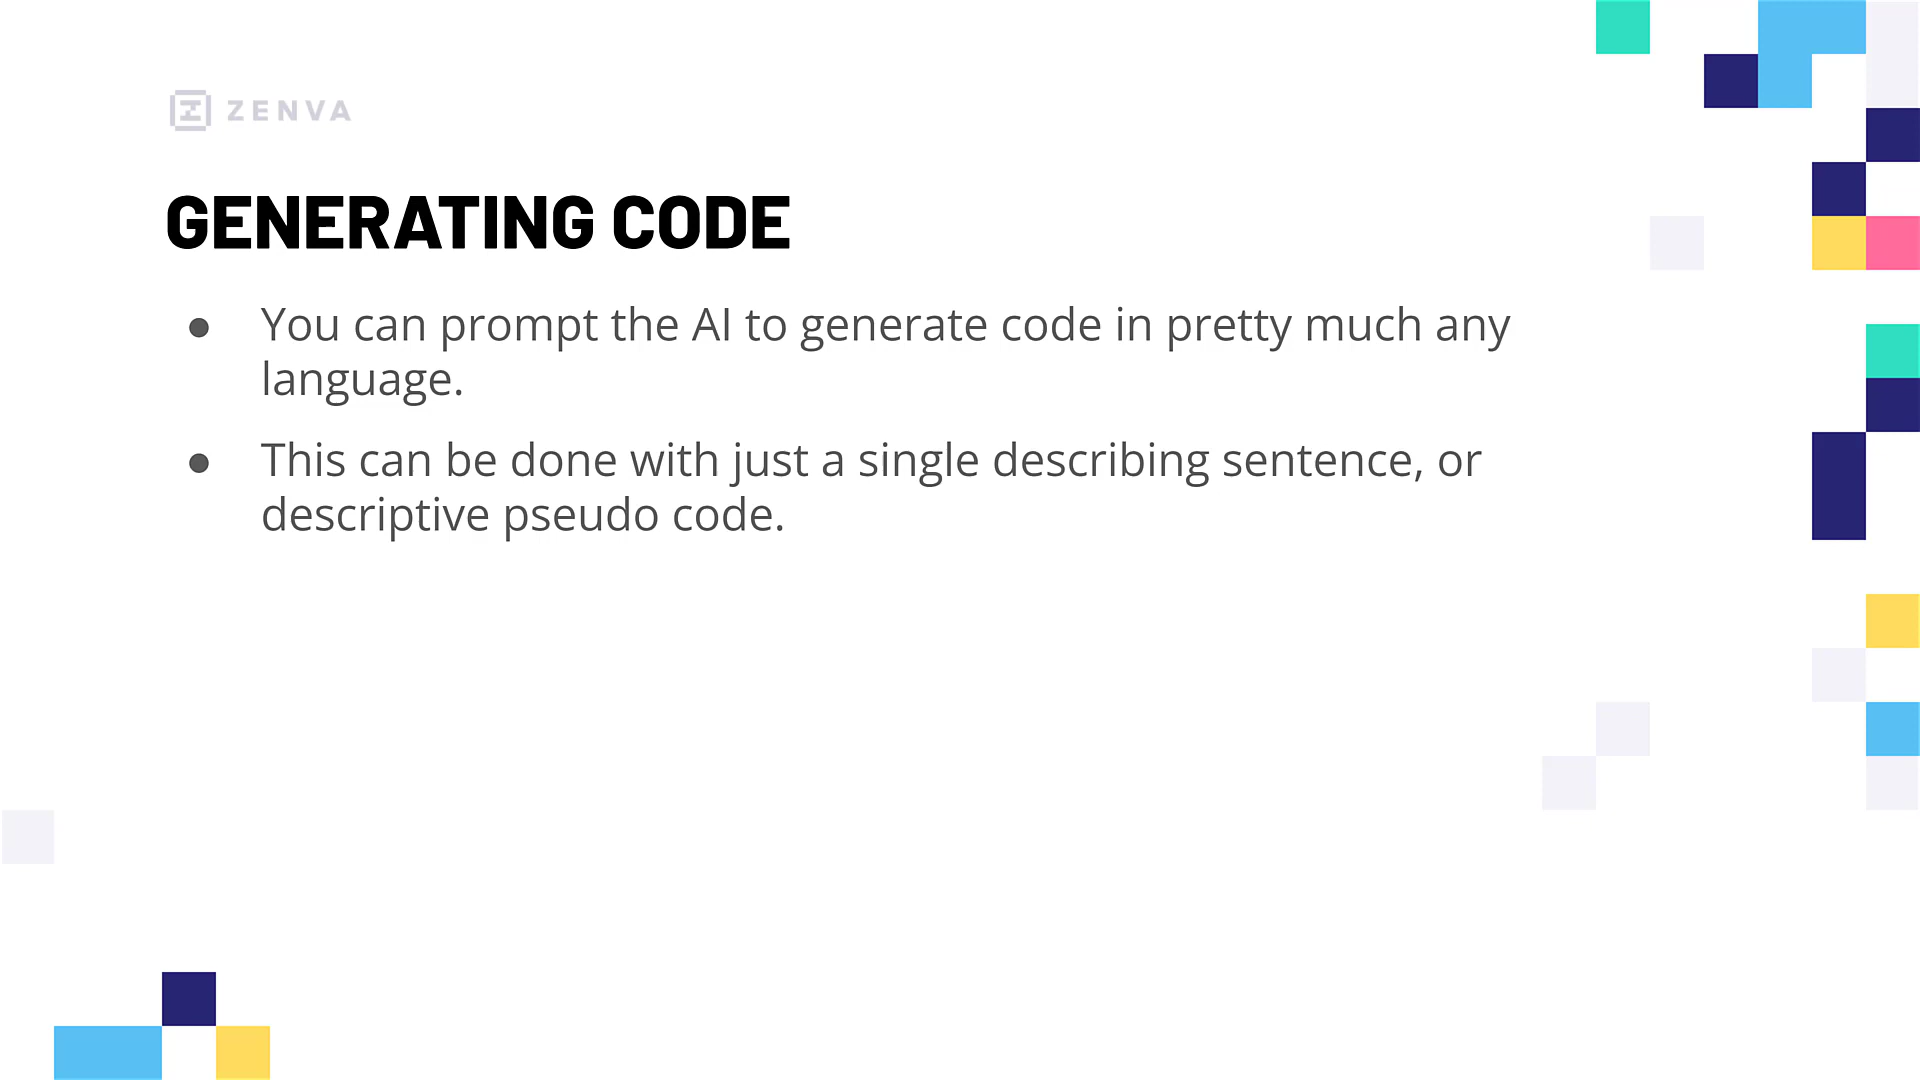 ZENVA
GENERATING CODE
● You can prompt the AI to generate code in pretty much any
language.
● This can be done with just a single describing sentence, or
descriptive pseudo code.